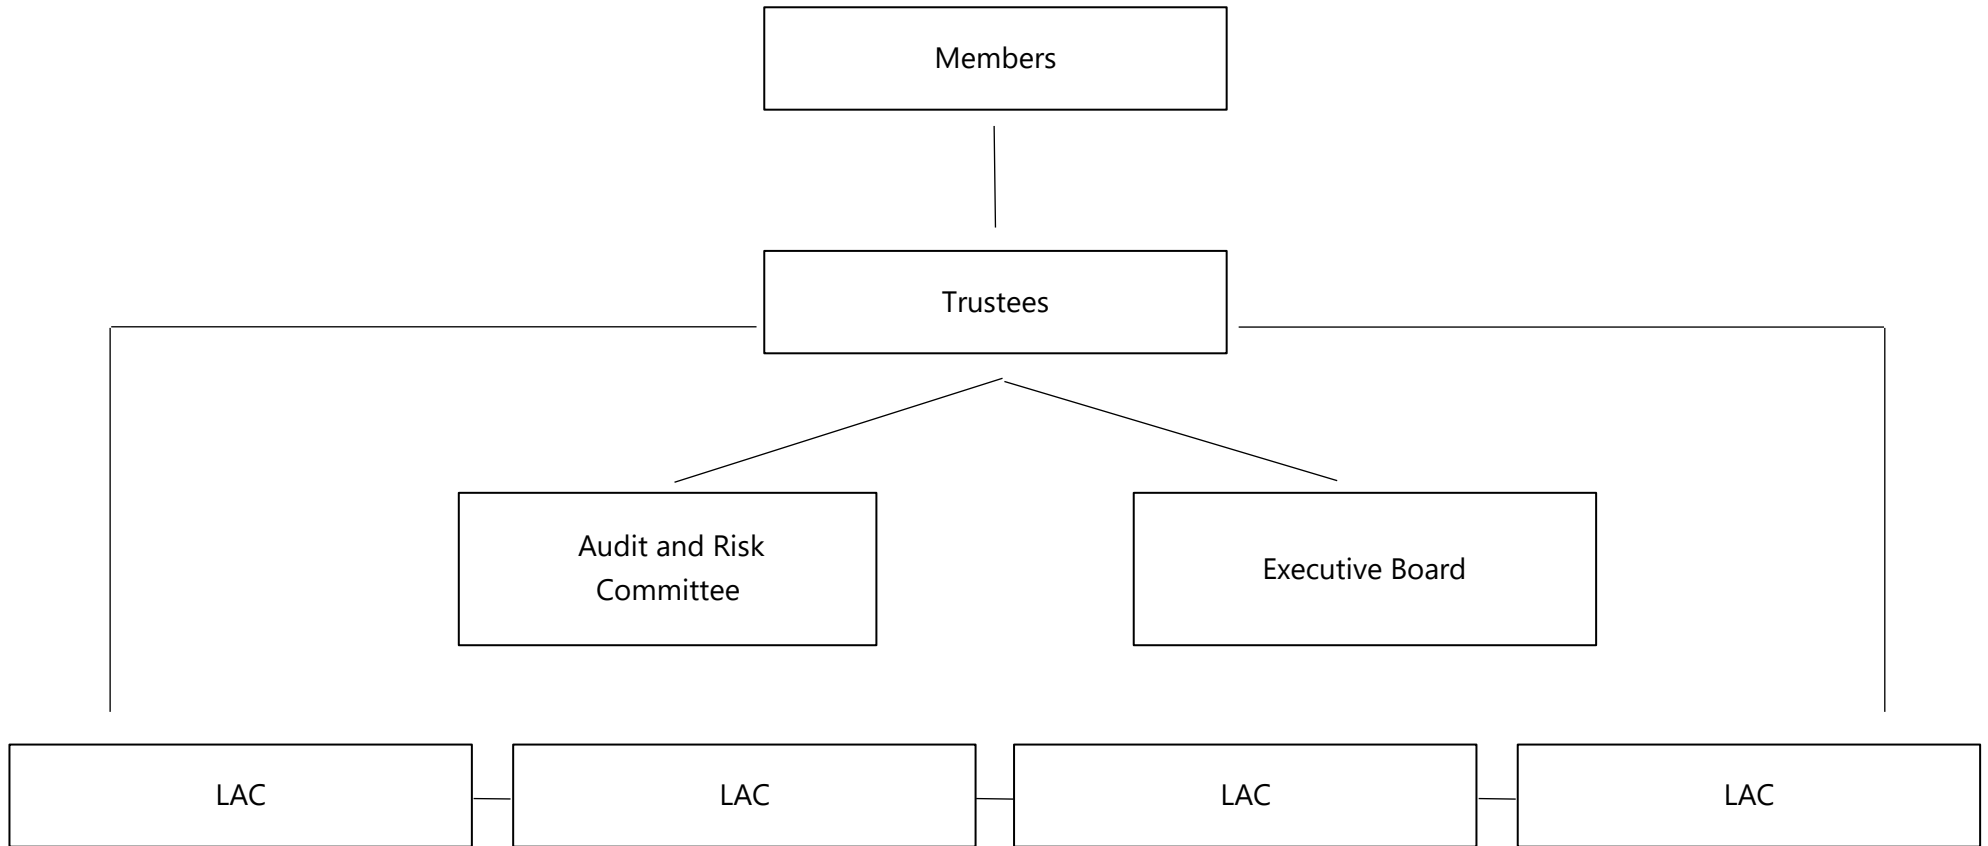 Members
Trustees
Audit and Risk
Committee
Executive Board
LAC
LAC
LAC
LAC